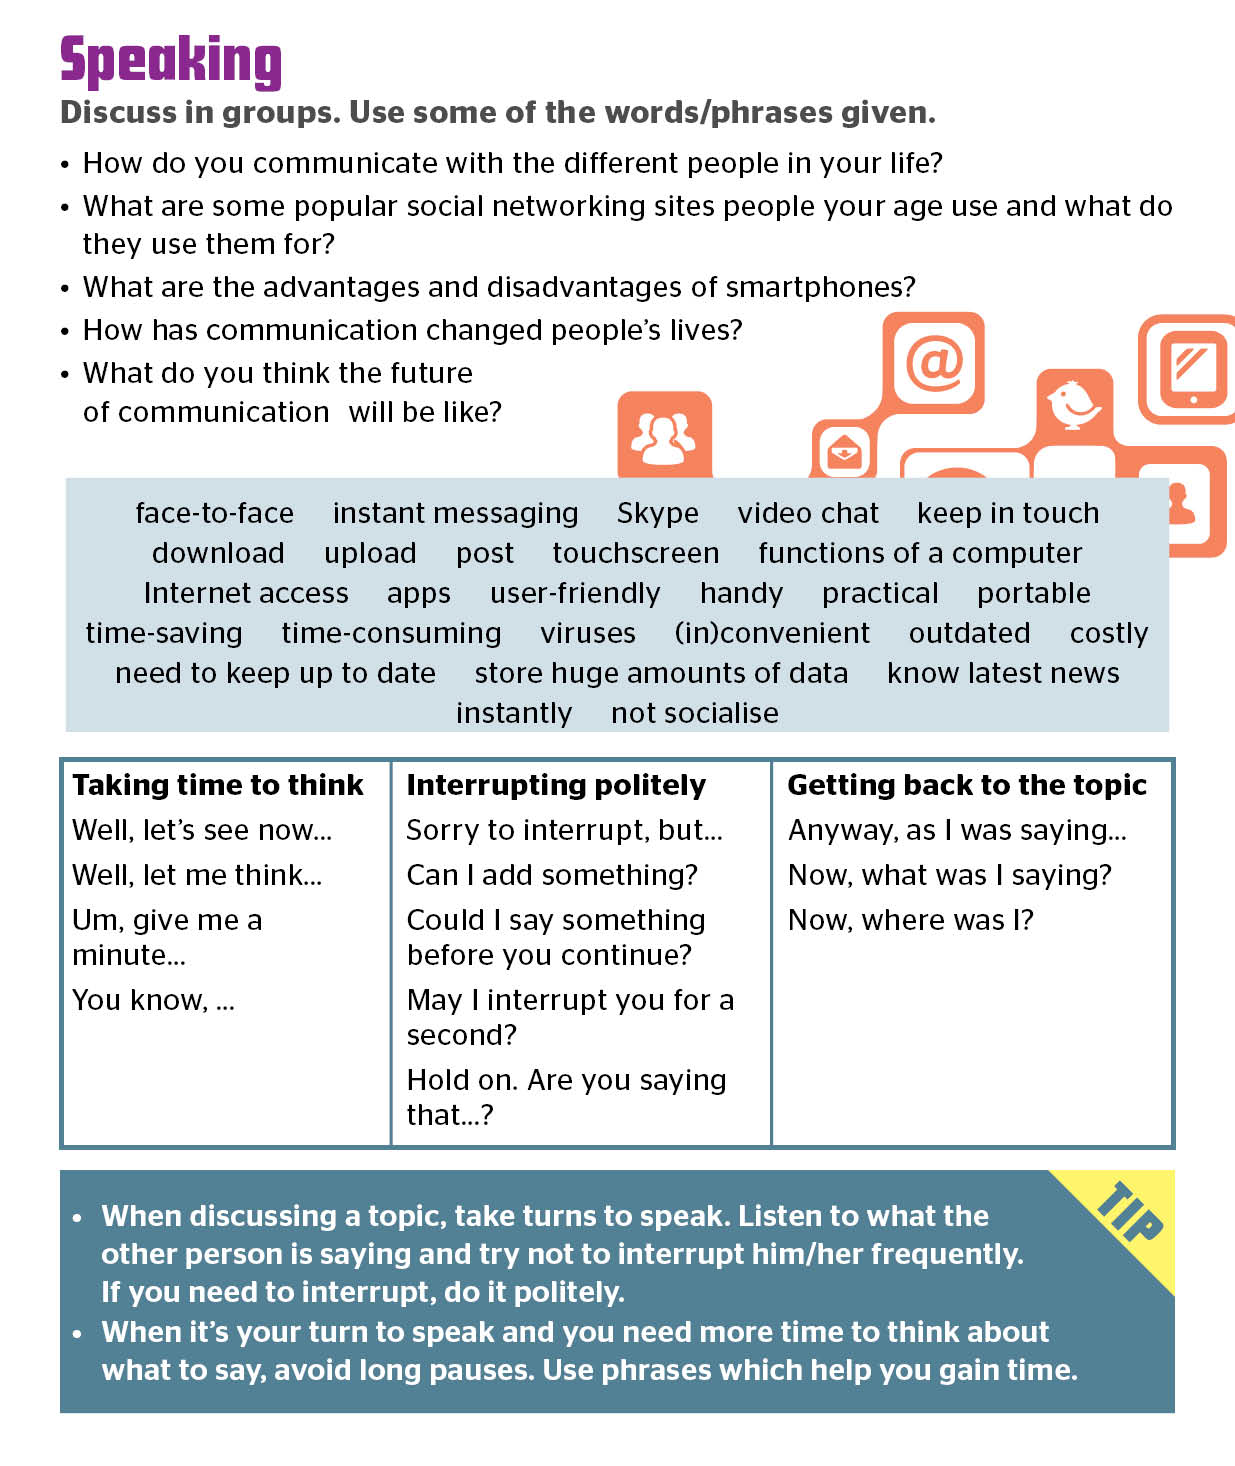 Speaking
Discuss in groups. Use some of the words/phrases given.
• How do you communicate with the different people in your life?
• What are some popular social networking sites people your age use and what do
they use them for?
• What are the advantages and disadvantages of smartphones?
• How has communication changed people's lives?
• What do you think the future
of communication will be like?
@
face-to-face instant messaging Skype video chat keep in touch
download upload post touchscreen functions of a computer
Internet access apps user-friendly handy practical portable
time-saving time-consuming viruses (in)convenient outdated costly
need to keep up to date store huge amounts of data know latest news
instantly not socialise
Taking time to think
Well, let's see now...
Well, let me think...
Um, give me a
minute...
You know, ...
Interrupting politely
Sorry to interrupt, but...
Can I add something?
Could I say something
before you continue?
May I interrupt you for a
second?
Hold on. Are you saying
that...?
Getting back to the topic
Anyway, as I was saying...
Now, what was I saying?
Now, where was I?
TIP
• When discussing a topic, take turns to speak. Listen to what the
other person is saying and try not to interrupt him/her frequently.
If you need to interrupt, do it politely.
• When it's your turn to speak and you need more time to think about
what to say, avoid long pauses. Use phrases which help you gain time.